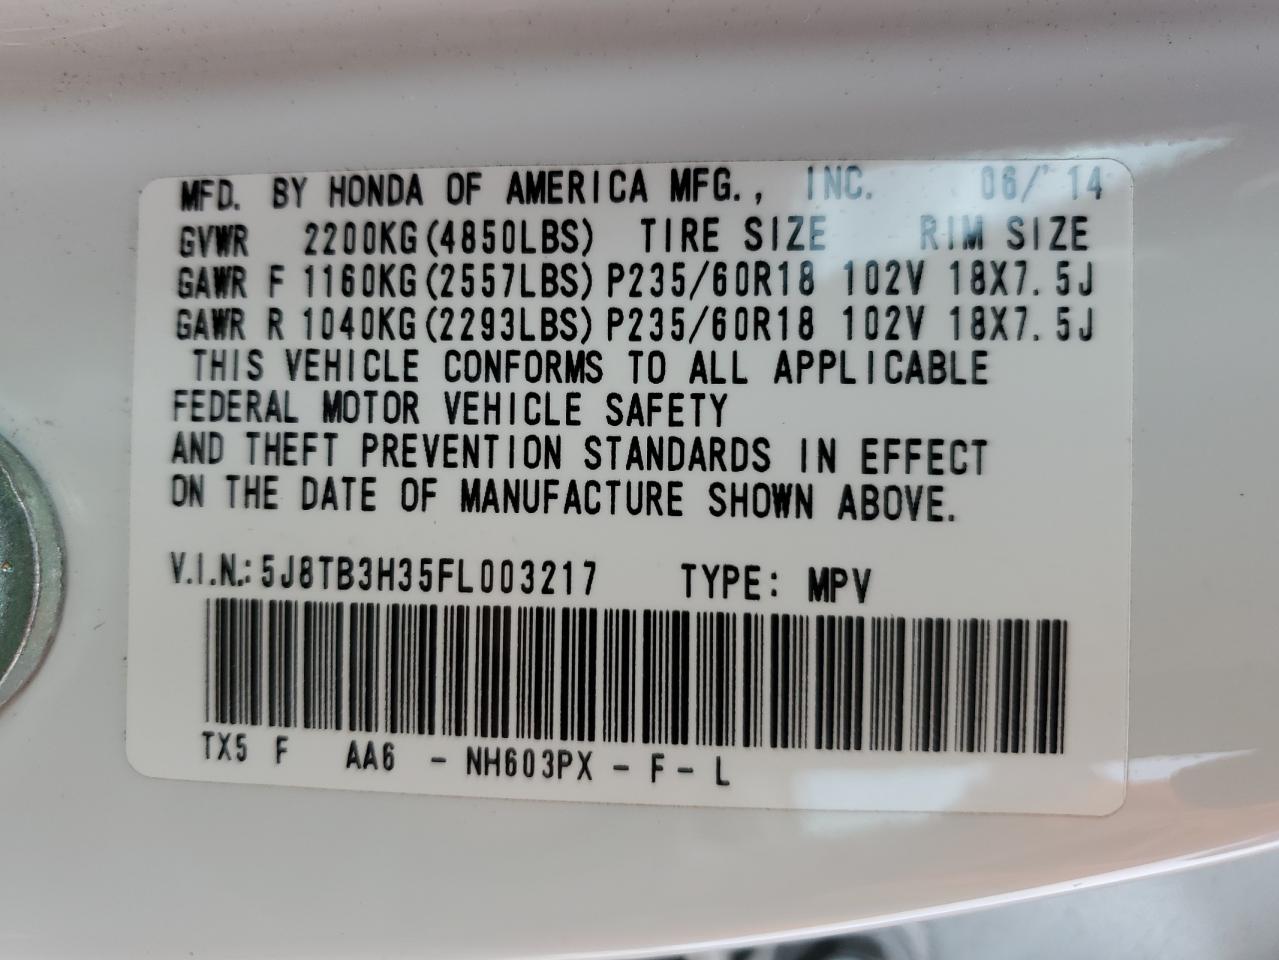 MFD. BY HONDA OF AMERICA MFG., INC. 06/'14
GVWR 2200KG(4850LBS) TIRE SIZE RIM SIZE
GAWR F 1160KG(2557LBS) P235/60R18 102V 18X7.5J
GAWR R 1040KG(2293LBS) P235/60R18 102V 18X7.5J
THIS VEHICLE CONFORMS TO ALL APPLICABLE
FEDERAL MOTOR VEHICLE SAFETY
AND THEFT PREVENTION STANDARDS IN EFFECT
ON THE DATE OF MANUFACTURE SHOWN ABOVE.
V.I.N.: 5J8TB3H35FL003217 TYPE: MPV
TX5 F AA6 - NH603PX - F - L